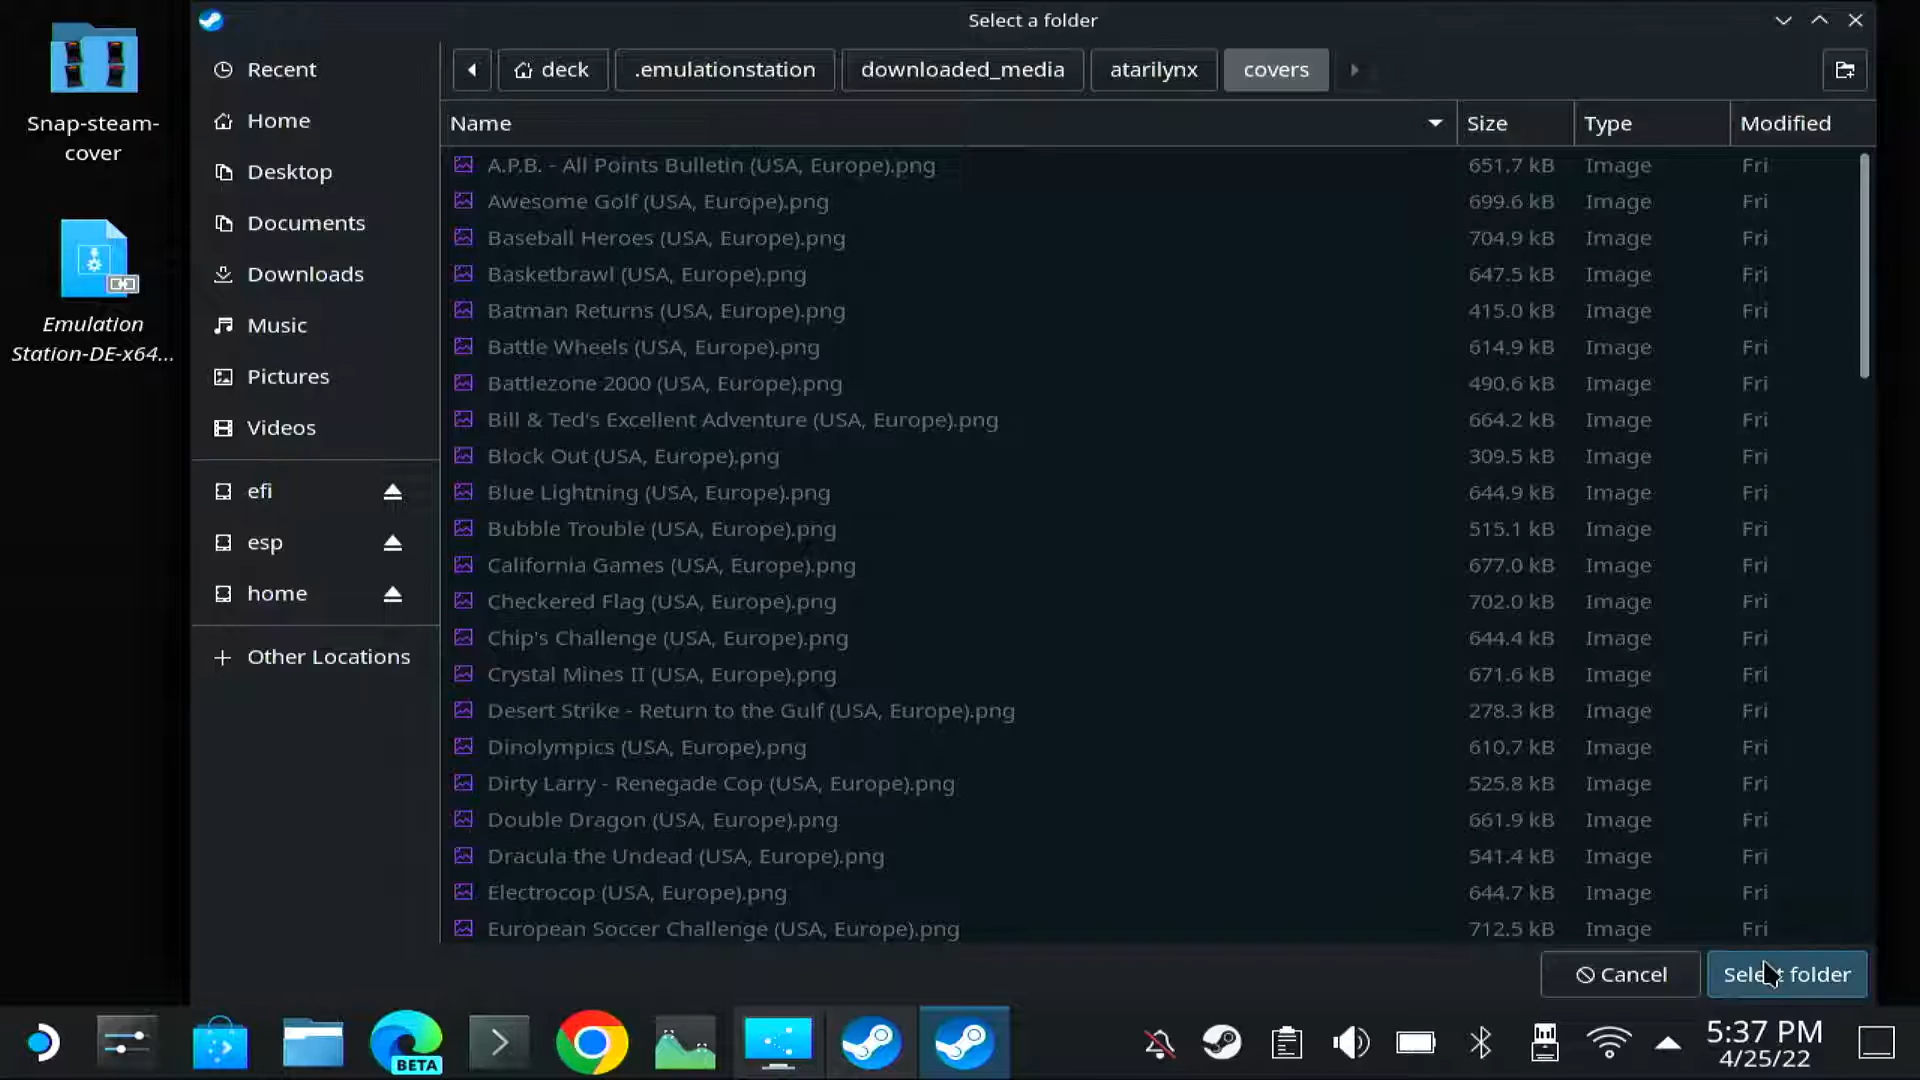 Select a folder
Snap-steam-
cover
Emulation
Station-DE-x64...
Recent
Home
Desktop
Documents
Downloads
Music
Pictures
Videos
efi
esp
home
Other Locations
deck .emulationstation downloaded_media atarilynx covers
Name Size Type Modified
A.P.B. - All Points Bulletin (USA, Europe).png 651.7 kB Image Fri
Awesome Golf (USA, Europe).png 699.6 kB Image Fri
Baseball Heroes (USA, Europe).png 704.9 kB Image Fri
Basketbrawl (USA, Europe).png 647.5 kB Image Fri
Batman Returns (USA, Europe).png 415.0 kB Image Fri
Battle Wheels (USA, Europe).png 614.9 kB Image Fri
Battlezone 2000 (USA, Europe).png 490.6 kB Image Fri
Bill & Ted's Excellent Adventure (USA, Europe).png 664.2 kB Image Fri
Block Out (USA, Europe).png 309.5 kB Image Fri
Blue Lightning (USA, Europe).png 644.9 kB Image Fri
Bubble Trouble (USA, Europe).png 515.1 kB Image Fri
California Games (USA, Europe).png 677.0 kB Image Fri
Checkered Flag (USA, Europe).png 702.0 kB Image Fri
Chip's Challenge (USA, Europe).png 644.4 kB Image Fri
Crystal Mines II (USA, Europe).png 671.6 kB Image Fri
Desert Strike - Return to the Gulf (USA, Europe).png 278.3 kB Image Fri
Dinolympics (USA, Europe).png 610.7 kB Image Fri
Dirty Larry - Renegade Cop (USA, Europe).png 525.8 kB Image Fri
Double Dragon (USA, Europe).png 661.9 kB Image Fri
Dracula the Undead (USA, Europe).png 541.4 kB Image Fri
Electrocop (USA, Europe).png 644.7 kB Image Fri
European Soccer Challenge (USA, Europe).png 712.5 kB Image Fri
Cancel Select folder
BETA
5:37 PM
4/25/22